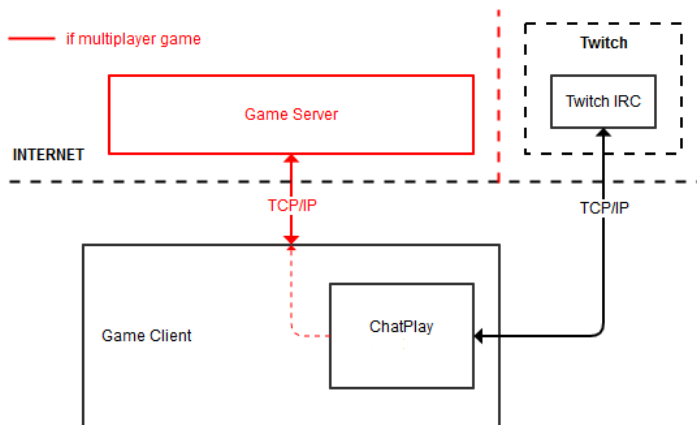 if multiplayer game
Twitch
Game Server
Twitch IRC
INTERNET
TCP/IP
TCP/IP
ChatPlay
Game Client